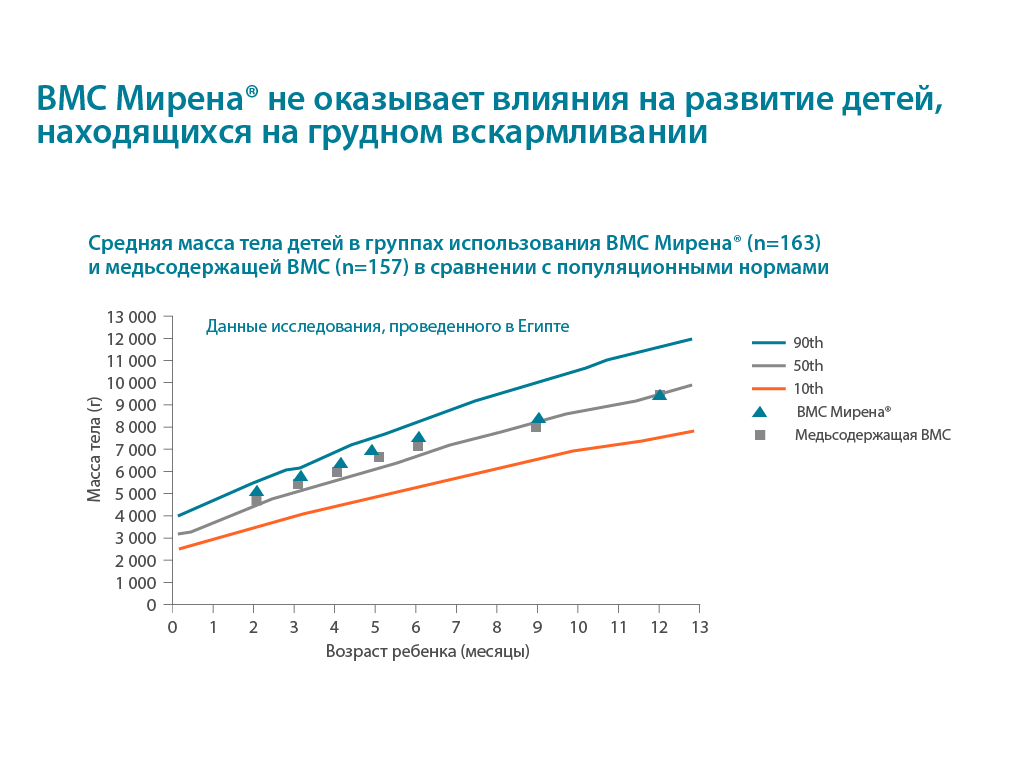 ВМС Мирена® не оказывает влияния на развитие детей,
находящихся на грудном вскармливании
Средняя масса тела детей в группах использования ВМС Мирена® (n=163)
и медьсодержащей ВМС (n=157) в сравнении с популяционными нормами
Данные исследования, проведенного в Египте
Масса тела (г)
13 000
12 000
11 000
10 000
9 000
8 000
7 000
6 000
5 000
4 000
3 000
2 000
1 000
0
0 1 2 3 4 5 6 7 8 9 10 11 12 13
Возраст ребенка (месяцы)
90th
50th
10th
ВМС Мирена®
Медьсодержащая ВМС